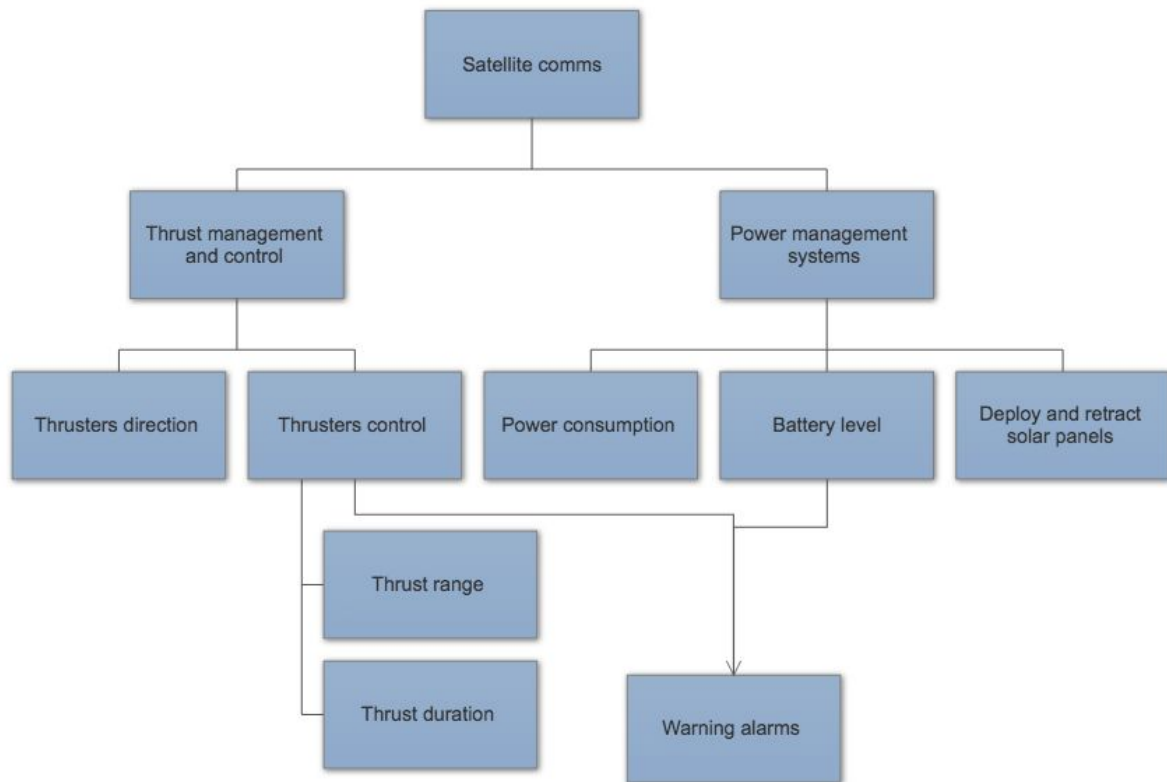 Satellite comms
Thrust management
and control
Power management
systems
Thrusters direction
Thrusters control
Power consumption
Battery level
Deploy and retract
solar panels
Thrust range
Thrust duration
Warning alarms